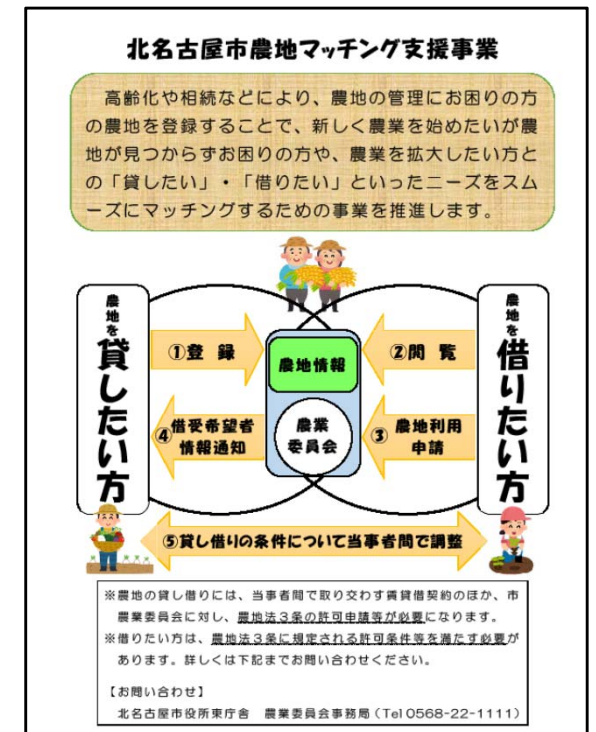 北名古屋市農地マッチング支援事業
高齢化や相続などにより、農地の管理にお困りの方
の農地を登録することで、新しく農業を始めたいが農
地が見つからずお困りの方や、農業を拡大したい方と
の「貸したい」・「借りたい」といったニーズをスム
ーズにマッチングするための事業を推進します。
農地を貸したい方
①登 録
農地情報
②閲 覧
農地を借りたい方
④借受希望者
情報通知
農業
委員会
③農地利用
申請
⑤貸し借りの条件について当事者間で調整
※農地の貸し借りには、当事者間で取り交わす賃貸借契約のほか、市
農業委員会に対し、農地法３条の許可申請等が必要になります。
※借りたい方は、農地法３条に規定される許可条件等を満たす必要が
あります。詳しくは下記までお問い合わせください。
【お問い合わせ】
北名古屋市役所東庁舎 農業委員会事務局（Tel 0568-22-1111）